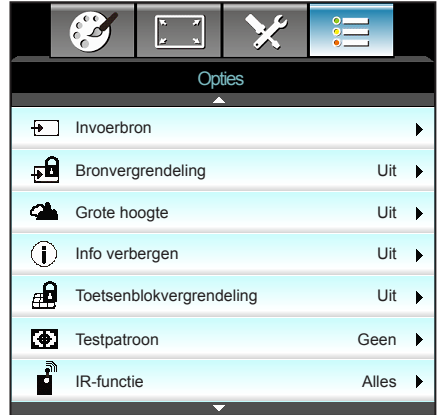 Opties
Invoerbron
Bronvergrendeling Uit
Grote hoogte Uit
Info verbergen Uit
Toetsenblokvergrendeling Uit
Testpatroon Geen
IR-functie Alles